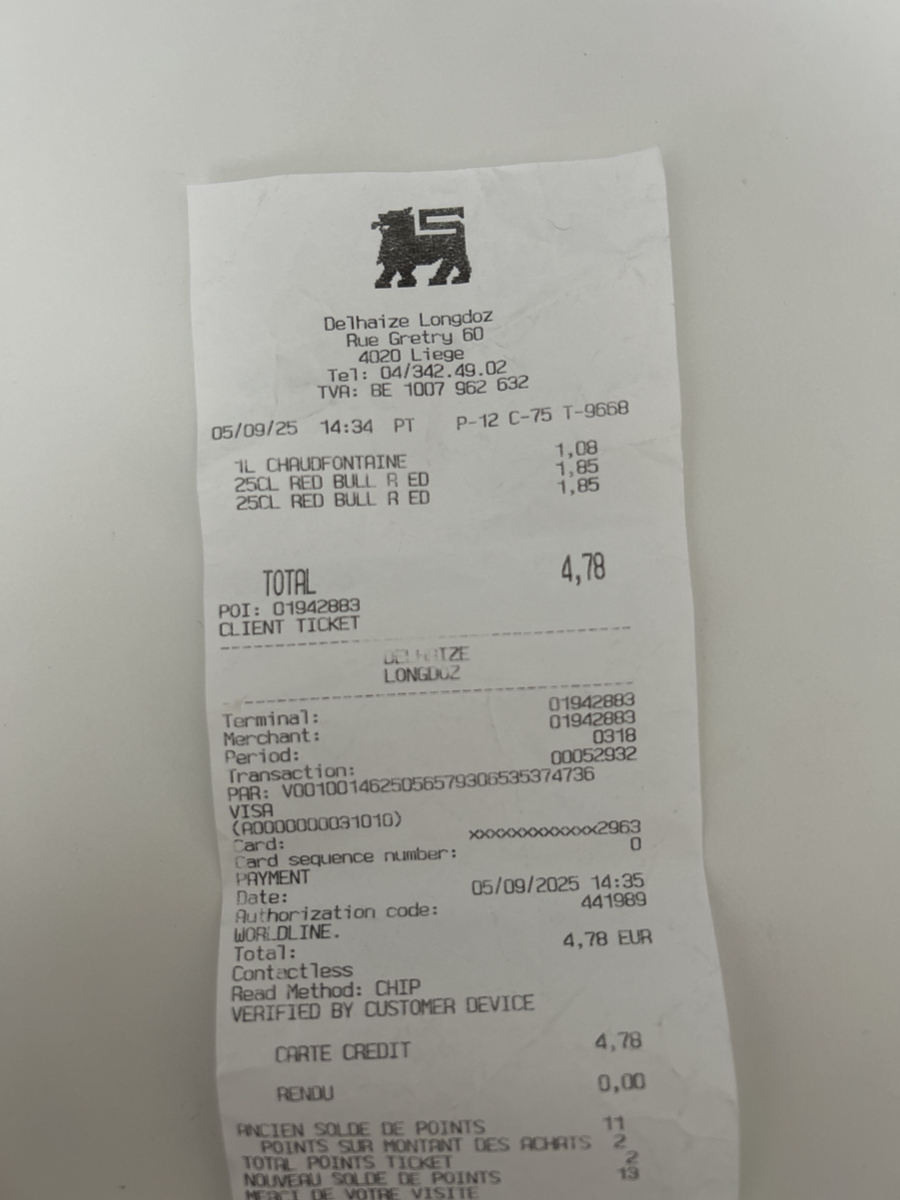 Delhaize Longdoz
Rue Gretry 60
4020 Liege
Tel: 04/342.49.02
TVA: BE 1007 962 632
05/09/25 14:34 PT P-12 C-75 T-9668
1L CHAUDFONTAINE 1,08
25CL RED BULL R ED 1,85
25CL RED BULL R ED 1,85
TOTAL 4,78
POI: 01942883
CLIENT TICKET
DELHAIZE
LONGDOZ
Terminal: 01942883
Merchant: 01942883
Period: 0318
Transaction: 00052932
PAR: V0010014625056579306535374736
VISA
(A0000000031010)
Card: xxxxxxxxxxxxx2963
Card sequence number: 0
PAYMENT
Date: 05/09/2025 14:35
Authorization code: 441989
WORLDLINE.
Total: 4,78 EUR
Contactless
Read Method: CHIP
VERIFIED BY CUSTOMER DEVICE
CARTE CREDIT 4,78
RENDU 0,00
ANCIEN SOLDE DE POINTS 11
POINTS SUR MONTANT DES ACHATS 2
TOTAL POINTS TICKET 2
NOUVEAU SOLDE DE POINTS 13
MERCI DE VOTRE VISITE